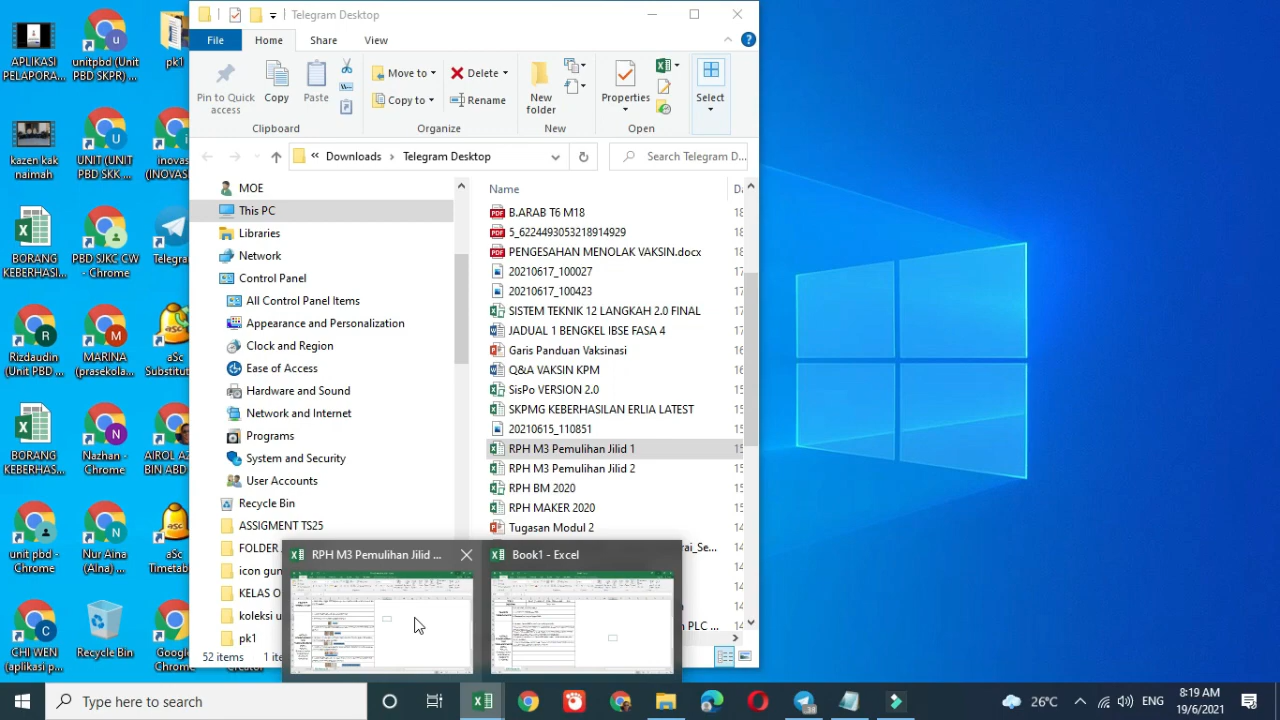 Telegram Desktop
File
Home
Share
View
Pin to Quick access
Copy
Paste
Move to
Copy to
Delete
Rename
New folder
Properties
Select
Clipboard
Organize
New
Open
« Downloads > Telegram Desktop
Search Telegram D...
MOE
This PC
Libraries
Network
Control Panel
All Control Panel Items
Appearance and Personalization
Clock and Region
Ease of Access
Hardware and Sound
Network and Internet
Programs
System and Security
User Accounts
Recycle Bin
ASSIGMENT TS25
FOLDER
icon gun
KELAS O
koleksi u
pk1
Name
B.ARAB T6 M18
5_6224493053218914929
PENGESAHAN MENOLAK VAKSIN.docx
20210617_100027
20210617_100423
SISTEM TEKNIK 12 LANGKAH 2.0 FINAL
JADUAL 1 BENGKEL IBSE FASA 4
Garis Panduan Vaksinasi
Q&A VAKSIN KPM
SisPo VERSION 2.0
SKPMG KEBERHASILAN ERLIA LATEST
20210615_110851
RPH M3 Pemulihan Jilid 1
RPH M3 Pemulihan Jilid 2
RPH BM 2020
RPH MAKER 2020
Tugasan Modul 2
52 items
RPH M3 Pemulihan Jilid ...
Book1 - Excel
APLIKASI PELAPORA...
unitpbd (Unit PBD SKPR) ...
pk1
kazen kak naimah
UNIT (UNIT PBD SKK ...
inovas
(INOVAS
BORANG KEBERHASI...
PBD SJKC CW - Chrome
Telegra
Rizdaudin (Unit PBD ...
MARINA (prasekola...
aSc
Substitut
BORANG KEBERHASI...
Nazhan - Chrome
AIROL AZ
BIN ABD
unit pbd - Chrome
Nur Aina (Aina) ...
aSc
Timetab
CHI WEN (aplikasi p...
Recycle Bin
Google
Chrome
Type here to search
26°C
ENG
8:19 AM
19/6/2021